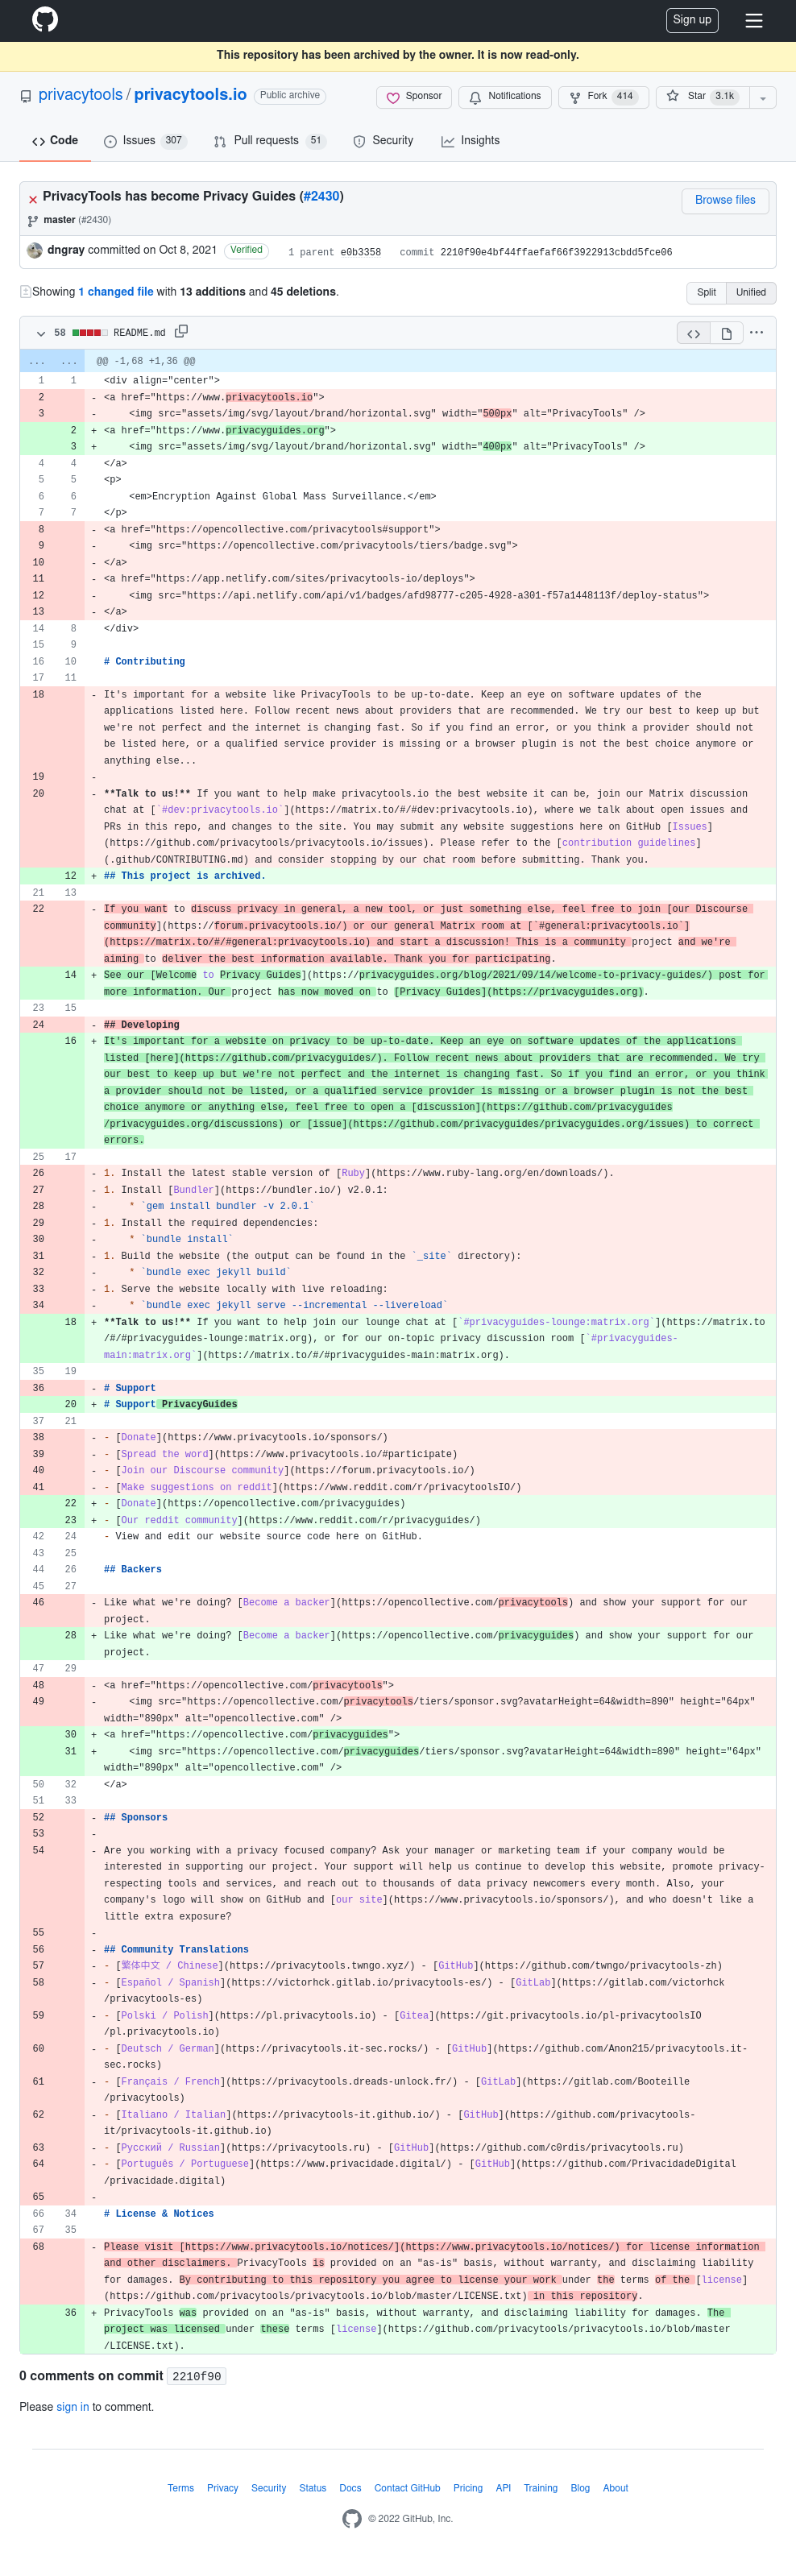 Sign up
This repository has been archived by the owner. It is now read-only.
privacytools / privacytools.io Public archive
Sponsor Notifications Fork 414 Star 3.1k
Code Issues 307 Pull requests 51 Security Insights
PrivacyTools has become Privacy Guides (#2430)
Browse files
master (#2430)
dngray committed on Oct 8, 2021 Verified 1 parent e0b3358 commit 2210f90e4bf44ffaefaf66f3922913cbdd5fce06
Showing 1 changed file with 13 additions and 45 deletions.
Split Unified
58 README.md
... ... @@ -1,68 +1,36 @@
1 1 <div align="center">
2 - <a href="https://www.privacytools.io">
3 - <img src="assets/img/svg/layout/brand/horizontal.svg" width="500px" alt="PrivacyTools" />
2 + <a href="https://www.privacyguides.org">
3 + <img src="assets/img/svg/layout/brand/horizontal.svg" width="400px" alt="PrivacyTools" />
4 4 </a>
5 5 <p>
6 6 <em>Encryption Against Global Mass Surveillance.</em>
7 7 </p>
8 - <a href="https://opencollective.com/privacytools#support">
9 - <img src="https://opencollective.com/privacytools/tiers/badge.svg">
10 - </a>
11 - <a href="https://app.netlify.com/sites/privacytools-io/deploys">
12 - <img src="https://api.netlify.com/api/v1/badges/afd98777-c205-4928-a301-f57a1448113f/deploy-status">
13 - </a>
14 8 </div>
15 9
16 10 # Contributing
17 11
18 - It's important for a website like PrivacyTools to be up-to-date. Keep an eye on software updates of the
applications listed here. Follow recent news about providers that are recommended. We try our best to keep up but
we're not perfect and the internet is changing fast. So if you find an error, or you think a provider should not
be listed here, or a qualified service provider is missing or a browser plugin is not the best choice anymore or
anything else...
19 -
20 - **Talk to us!** If you want to help make privacytools.io the best website it can be, join our Matrix discussion
chat at [`#dev:privacytools.io`](https://matrix.to/#/#dev:privacytools.io), where we talk about open issues and
PRs in this repo, and changes to the site. You may submit any website suggestions here on GitHub [Issues]
(https://github.com/privacytools/privacytools.io/issues). Please refer to the [contribution guidelines]
(.github/CONTRIBUTING.md) and consider stopping by our chat room before submitting. Thank you.
12 + ## This project is archived.
21 13
22 - If you want to discuss privacy in general, a new tool, or just something else, feel free to join [our Discourse
community](https://forum.privacytools.io/) or our general Matrix room at [`#general:privacytools.io`]
(https://matrix.to/#/#general:privacytools.io) and start a discussion! This is a community project and we're
aiming to deliver the best information available. Thank you for participating.
14 + See our [Welcome to Privacy Guides](https://privacyguides.org/blog/2021/09/14/welcome-to-privacy-guides/) post for
more information. Our project has now moved on to [Privacy Guides](https://privacyguides.org).
23 15
24 - ## Developing
16 + It's important for a website on privacy to be up-to-date. Keep an eye on software updates of the applications
listed [here](https://github.com/privacyguides/). Follow recent news about providers that are recommended. We try
our best to keep up but we're not perfect and the internet is changing fast. So if you find an error, or you think
a provider should not be listed, or a qualified service provider is missing or a browser plugin is not the best
choice anymore or anything else, feel free to open a [discussion](https://github.com/privacyguides
/privacyguides.org/discussions) or [issue](https://github.com/privacyguides/privacyguides.org/issues) to correct
errors.
25 17
26 - 1. Install the latest stable version of [Ruby](https://www.ruby-lang.org/en/downloads/).
27 - 1. Install [Bundler](https://bundler.io/) v2.0.1:
28 - * `gem install bundler -v 2.0.1`
29 - 1. Install the required dependencies:
30 - * `bundle install`
31 - 1. Build the website (the output can be found in the `_site` directory):
32 - * `bundle exec jekyll build`
33 - 1. Serve the website locally with live reloading:
34 - * `bundle exec jekyll serve --incremental --livereload`
18 + **Talk to us!** If you want to help join our lounge chat at [`#privacyguides-lounge:matrix.org`](https://matrix.to
/#/#privacyguides-lounge:matrix.org), or for our on-topic privacy discussion room [`#privacyguides-
main:matrix.org`](https://matrix.to/#/#privacyguides-main:matrix.org).
35 19
36 - # Support
20 + # Support PrivacyGuides
37 21
38 - - [Donate](https://www.privacytools.io/sponsors/)
39 - - [Spread the word](https://www.privacytools.io/#participate)
40 - - [Join our Discourse community](https://forum.privacytools.io/)
41 - - [Make suggestions on reddit](https://www.reddit.com/r/privacytoolsIO/)
22 + - [Donate](https://opencollective.com/privacyguides)
23 + - [Our reddit community](https://www.reddit.com/r/privacyguides/)
42 24 - View and edit our website source code here on GitHub.
43 25
44 26 ## Backers
45 27
46 - Like what we're doing? [Become a backer](https://opencollective.com/privacytools) and show your support for our
project.
28 + Like what we're doing? [Become a backer](https://opencollective.com/privacyguides) and show your support for our
project.
47 29
48 - <a href="https://opencollective.com/privacytools">
49 - <img src="https://opencollective.com/privacytools/tiers/sponsor.svg?avatarHeight=64&width=890" height="64px"
width="890px" alt="opencollective.com" />
30 + <a href="https://opencollective.com/privacyguides">
31 + <img src="https://opencollective.com/privacyguides/tiers/sponsor.svg?avatarHeight=64&width=890" height="64px"
width="890px" alt="opencollective.com" />
50 32 </a>
51 33
52 - ## Sponsors
53 -
54 - Are you working with a privacy focused company? Ask your manager or marketing team if your company would be
interested in supporting our project. Your support will help us continue to develop this website, promote privacy-
respecting tools and services, and reach out to thousands of data privacy newcomers every month. Also, your
company's logo will show on GitHub and [our site](https://www.privacytools.io/sponsors/), and who doesn't like a
little extra exposure?
55 -
56 - ## Community Translations
57 - - [繁体中文 / Chinese](https://privacytools.twngo.xyz/) - [GitHub](https://github.com/twngo/privacytools-zh)
58 - - [Español / Spanish](https://victorhck.gitlab.io/privacytools-es/) - [GitLab](https://gitlab.com/victorhck
/privacytools-es)
59 - - [Polski / Polish](https://pl.privacytools.io) - [Gitea](https://git.privacytools.io/pl-privacytoolsIO
/pl.privacytools.io)
60 - - [Deutsch / German](https://privacytools.it-sec.rocks/) - [GitHub](https://github.com/Anon215/privacytools.it-
sec.rocks)
61 - - [Français / French](https://privacytools.dreads-unlock.fr/) - [GitLab](https://gitlab.com/Booteille
/privacytools)
62 - - [Italiano / Italian](https://privacytools-it.github.io/) - [GitHub](https://github.com/privacytools-
it/privacytools-it.github.io)
63 - - [Русский / Russian](https://privacytools.ru) - [GitHub](https://github.com/c0rdis/privacytools.ru)
64 - - [Português / Portuguese](https://www.privacidade.digital/) - [GitHub](https://github.com/PrivacidadeDigital
/privacidade.digital)
65 -
66 34 # License & Notices
67 35
68 - Please visit [https://www.privacytools.io/notices/](https://www.privacytools.io/notices/) for license information
and other disclaimers. PrivacyTools is provided on an "as-is" basis, without warranty, and disclaiming liability
for damages. By contributing to this repository you agree to license your work under the terms of the [license]
(https://github.com/privacytools/privacytools.io/blob/master/LICENSE.txt) in this repository.
36 + PrivacyTools was provided on an "as-is" basis, without warranty, and disclaiming liability for damages. The
project was licensed under these terms [license](https://github.com/privacytools/privacytools.io/blob/master
/LICENSE.txt).
0 comments on commit 2210f90
Please sign in to comment.
Terms Privacy Security Status Docs Contact GitHub Pricing API Training Blog About
© 2022 GitHub, Inc.